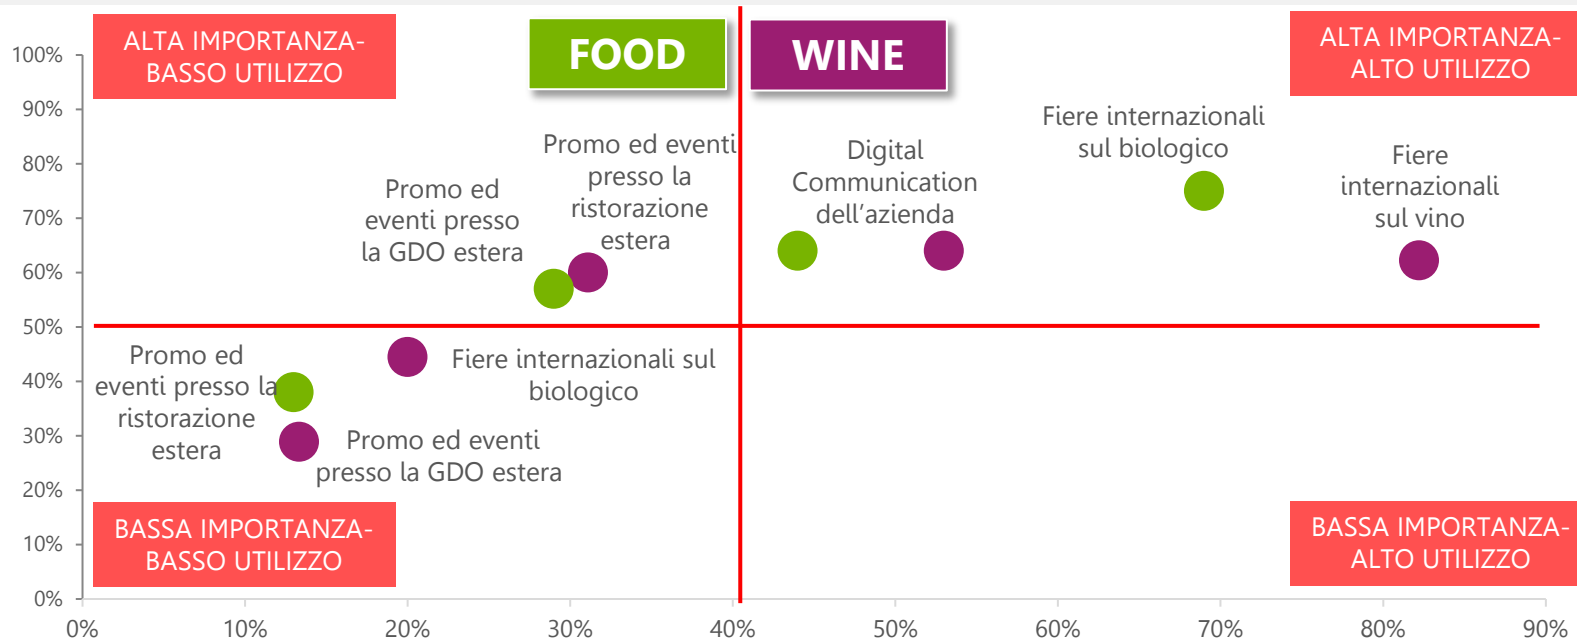 ALTA IMPORTANZA-
BASSO UTILIZZO
FOOD
WINE
ALTA IMPORTANZA-
ALTO UTILIZZO
100%
90%
80%
70%
60%
50%
40%
30%
20%
10%
0%
Promo ed
eventi presso
la GDO estera
Promo ed eventi
presso la
ristorazione
estera
Digital
Communication
dell'azienda
Fiere internazionali
sul biologico
Fiere
internazionali
sul vino
Promo ed
eventi presso la
ristorazione
estera
Fiere internazionali sul
biologico
Promo ed eventi
presso la GDO estera
BASSA IMPORTANZA-
BASSO UTILIZZO
BASSA IMPORTANZA-
ALTO UTILIZZO
0%
10%
20%
30%
40%
50%
60%
70%
80%
90%